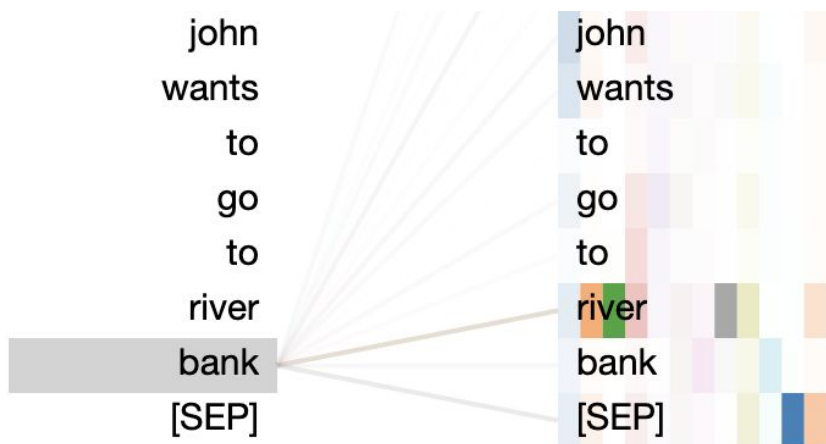 john john
wants wants
to to
go go
to to
river river
bank bank
[SEP] [SEP]